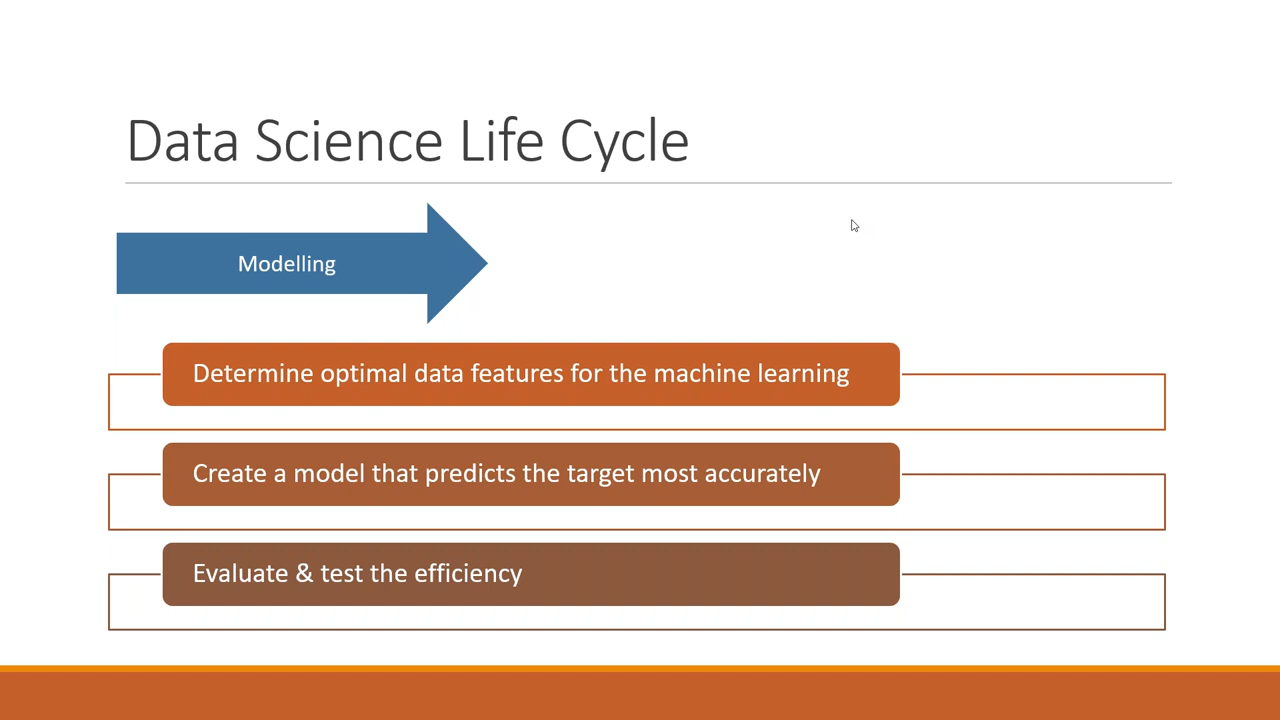 Data Science Life Cycle
Modelling
Determine optimal data features for the machine learning
Create a model that predicts the target most accurately
Evaluate & test the efficiency